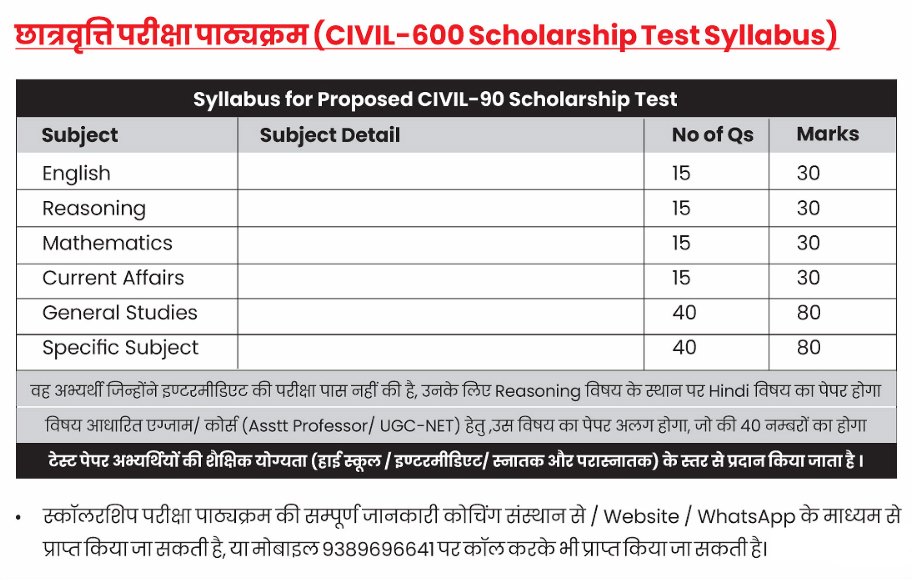 छात्रवृत्ति परीक्षा पाठ्यक्रम (CIVIL-600 Scholarship Test Syllabus)
Syllabus for Proposed CIVIL-90 Scholarship Test
Subject Subject Detail No of Qs Marks
English 15 30
Reasoning 15 30
Mathematics 15 30
Current Affairs 15 30
General Studies 40 80
Specific Subject 40 80
वह अभ्यर्थी जिन्होंने इण्टरमीडिएट की परीक्षा पास नहीं की है, उनके लिए Reasoning विषय के स्थान पर Hindi विषय का पेपर होगा
विषय आधारित एग्जाम/ कोर्स (Asstt Professor/ UGC-NET) हेतु ,उस विषय का पेपर अलग होगा, जो की 40 नम्बरों का होगा
टेस्ट पेपर अभ्यर्थियों की शैक्षिक योग्यता (हाई स्कूल / इण्टरमीडिएट/ स्नातक और परास्नातक) के स्तर से प्रदान किया जाता है ।
• स्कॉलरशिप परीक्षा पाठ्यक्रम की सम्पूर्ण जानकारी कोचिंग संस्थान से / Website / WhatsApp के माध्यम से
प्राप्त किया जा सकती है, या मोबाइल 9389696641 पर कॉल करके भी प्राप्त किया जा सकती है।